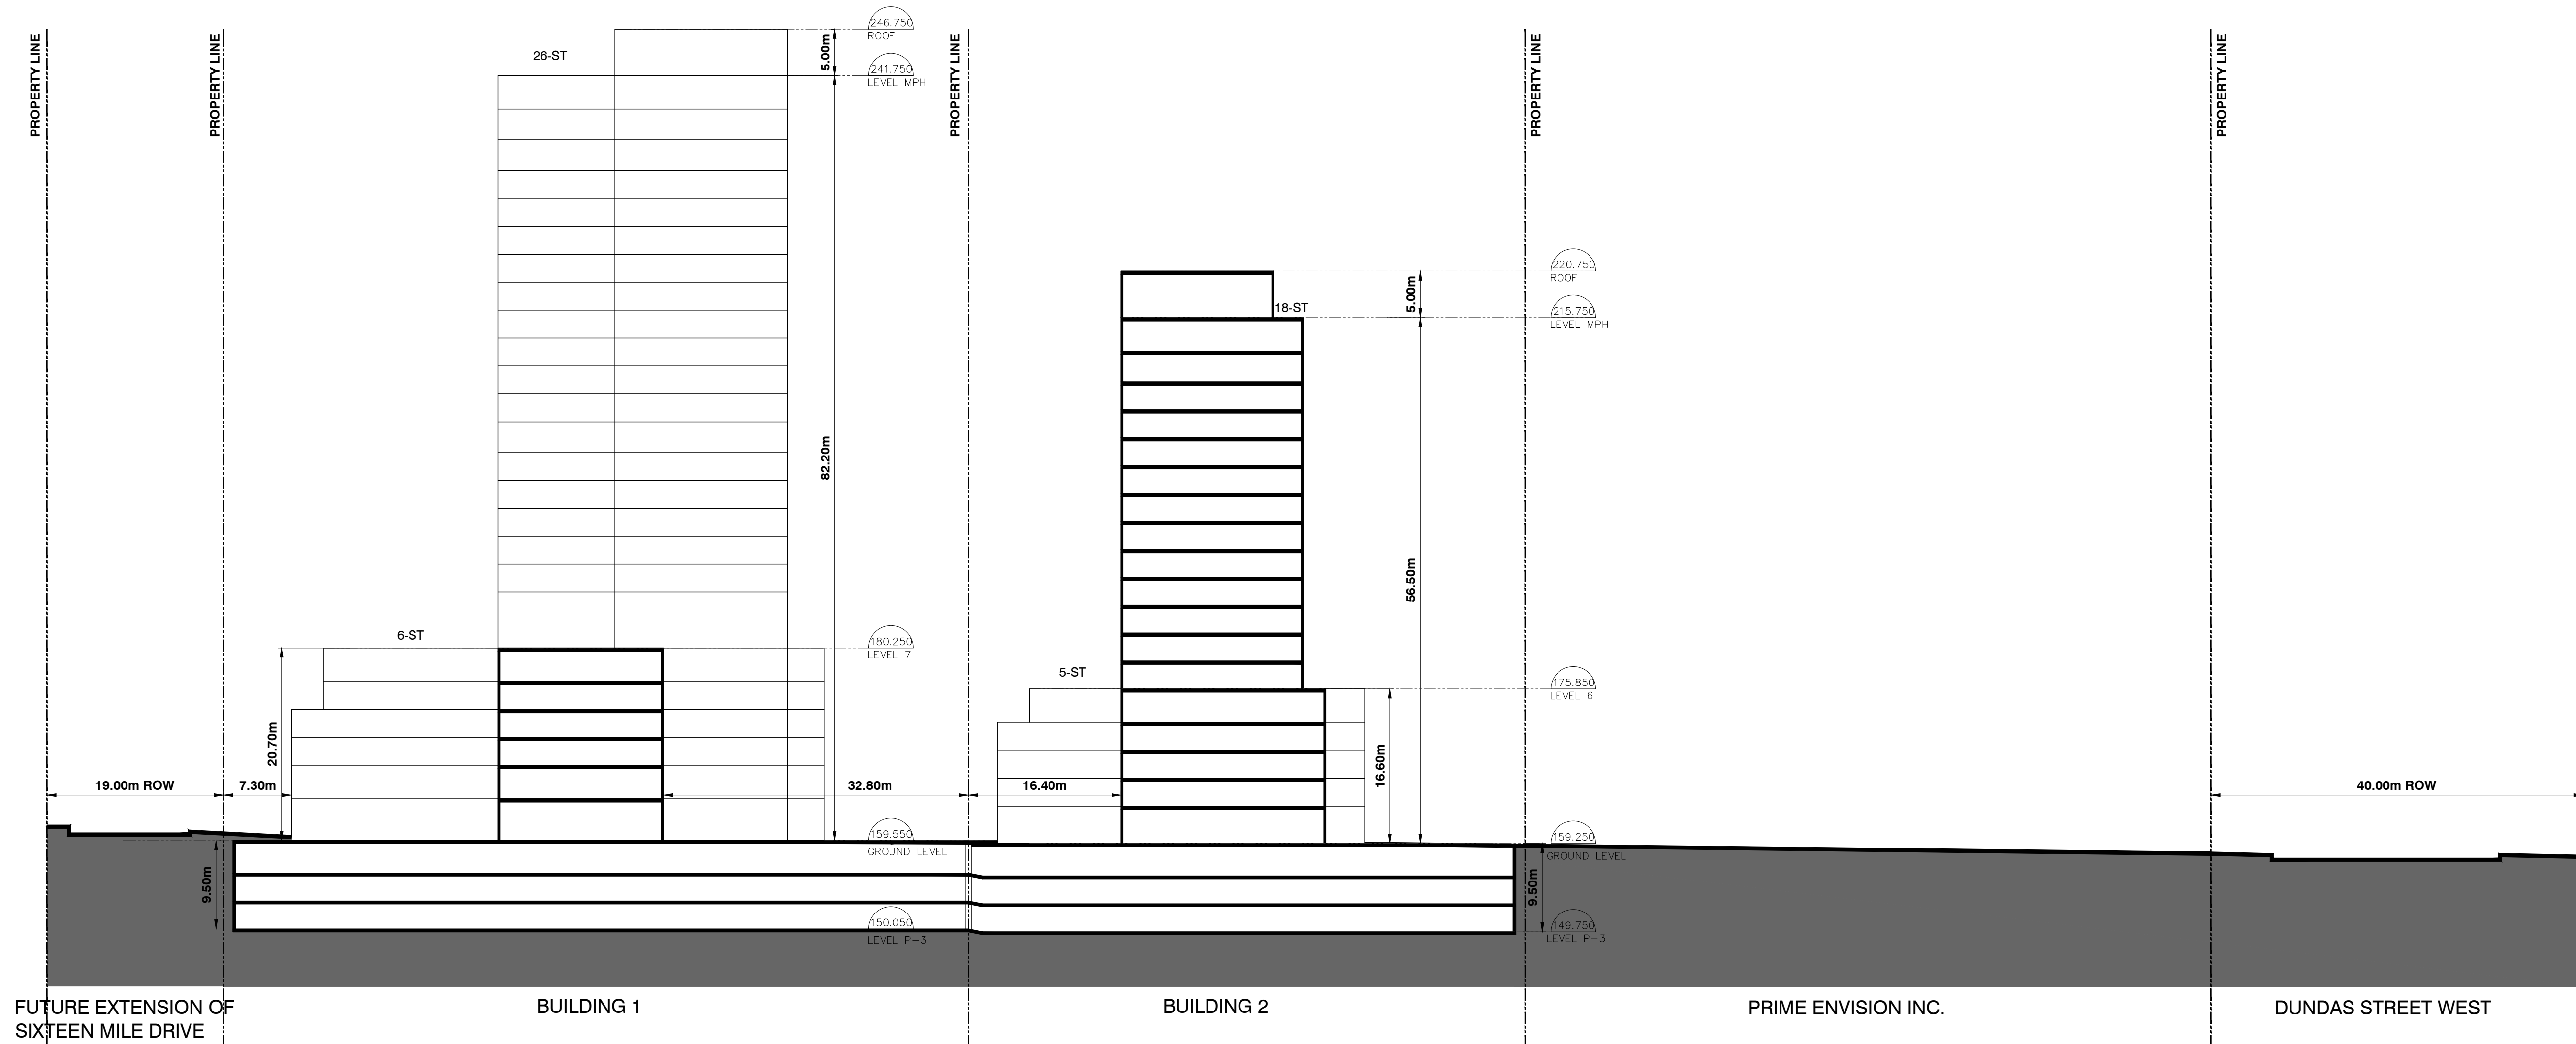 PROPERTY LINE
PROPERTY LINE
26-ST
5.00m
246.750
ROOF
241.750
LEVEL MPH
PROPERTY LINE
PROPERTY LINE
PROPERTY LINE
220.750
ROOF
5.00m
18-ST
215.750
LEVEL MPH
82.20m
56.50m
6-ST
180.250
LEVEL 7
5-ST
175.850
LEVEL 6
20.70m
16.60m
19.00m ROW
7.30m
32.80m
16.40m
40.00m ROW
159.550
GROUND LEVEL
159.250
GROUND LEVEL
9.50m
9.50m
150.050
LEVEL P-3
149.750
LEVEL P-3
FUTURE EXTENSION OF
SIXTEEN MILE DRIVE
BUILDING 1
BUILDING 2
PRIME ENVISION INC.
DUNDAS STREET WEST